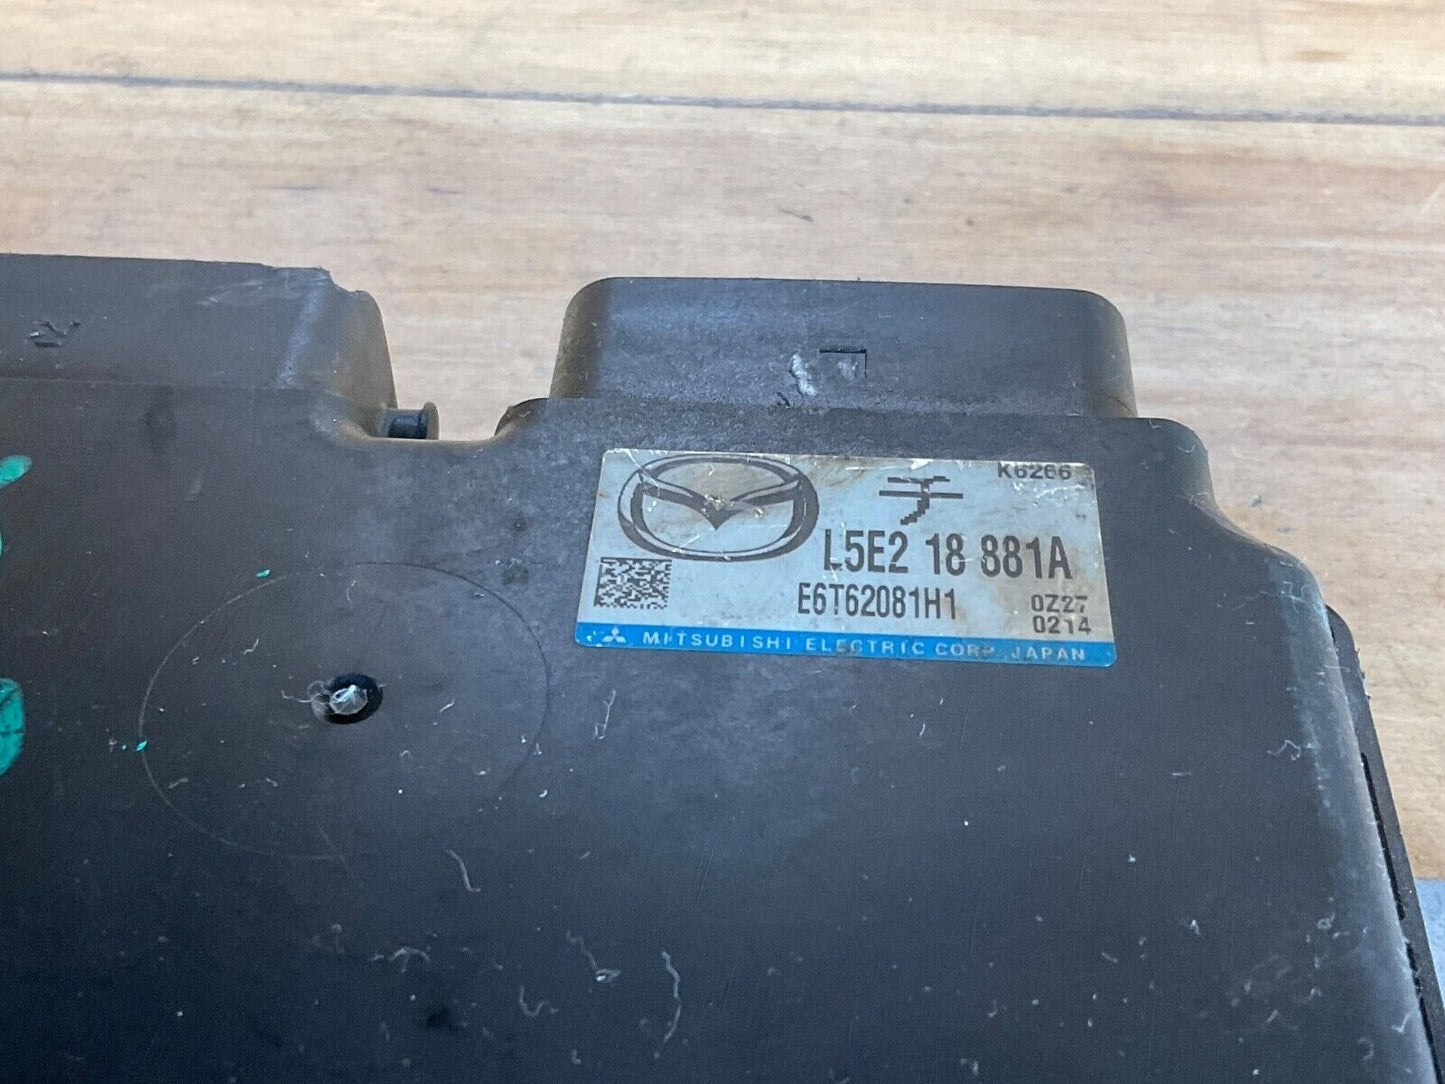 K6266
チ
L5E2 18 881A
E6T62081H1
0Z27
0214
MITSUBISHI ELECTRIC CORP. JAPAN